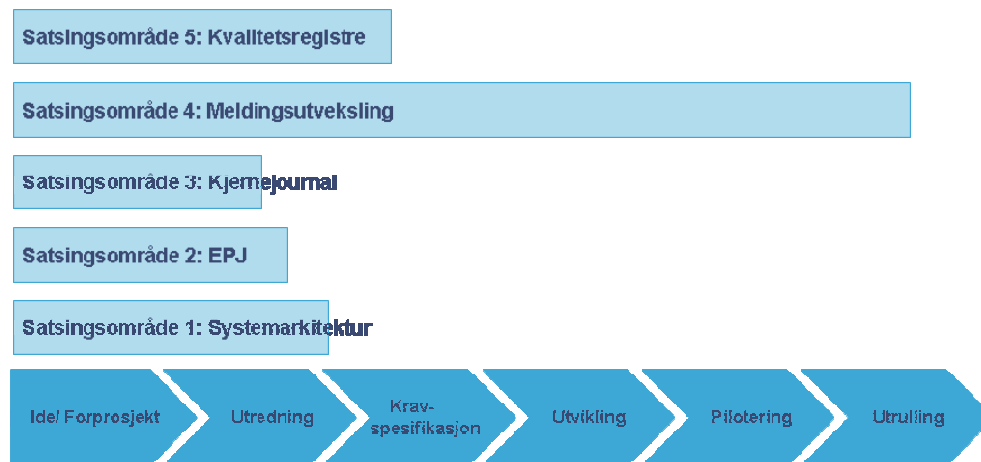 Satsingsområde 5: Kvalitetsregistre
Satsingsområde 4: Meldingsutveksling
Satsingsområde 3: Kjernejournal
Satsingsområde 2: EPJ
Satsingsområde 1: Systemarkitektur
Ide/ Forprosjekt
Utredning
Krav-
spesifikasjon
Utvikling
Pilotering
Utrulling